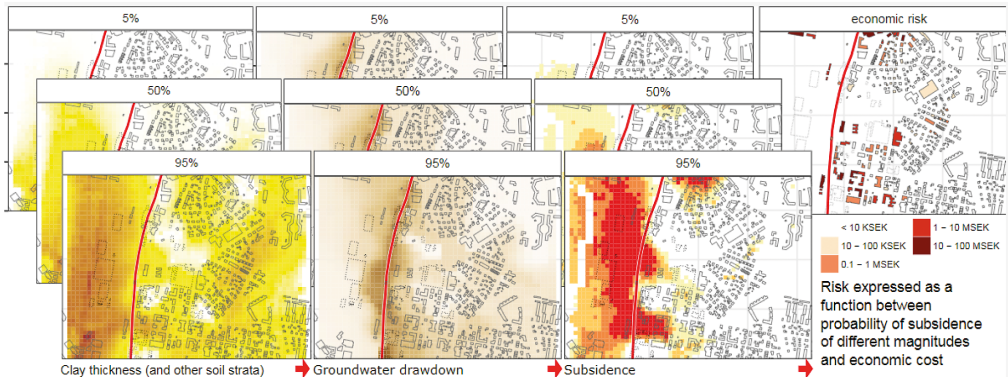 5%
5%
5%
economic risk
50%
50%
50%
95%
95%
95%
< 10 KSEK
1 – 10 MSEK
10 – 100 KSEK
10 – 100 MSEK
0.1 – 1 MSEK
Risk expressed as a
function between
probability of subsidence
of different magnitudes
and economic cost
Clay thickness (and other soil strata)
Groundwater drawdown
Subsidence